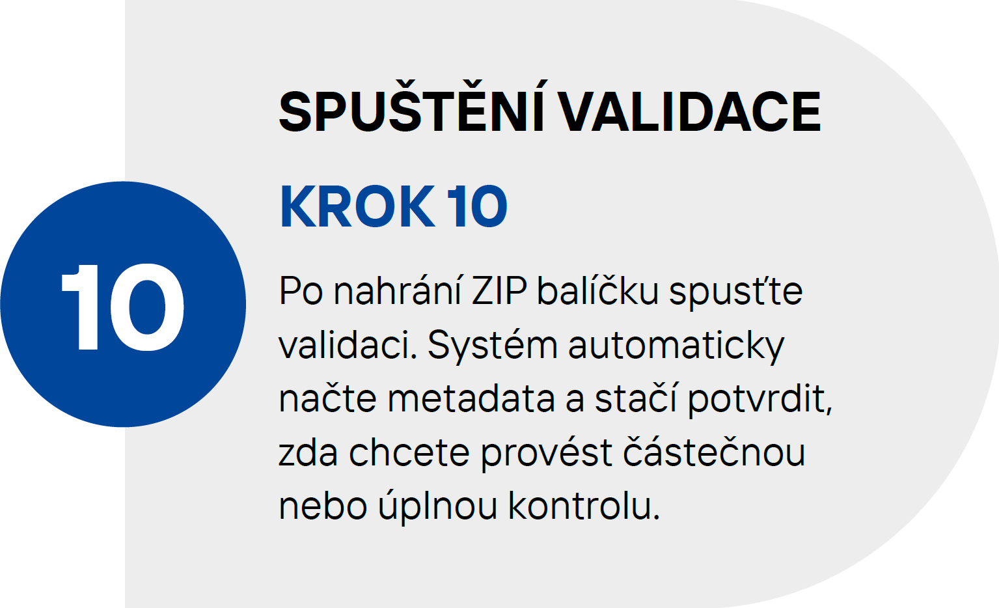 SPUŠTĚNÍ VALIDACE
KROK 10
10
Po nahrání ZIP balíčku spusťte
validaci. Systém automaticky
načte metadata a stačí potvrdit,
zda chcete provést částečnou
nebo úplnou kontrolu.